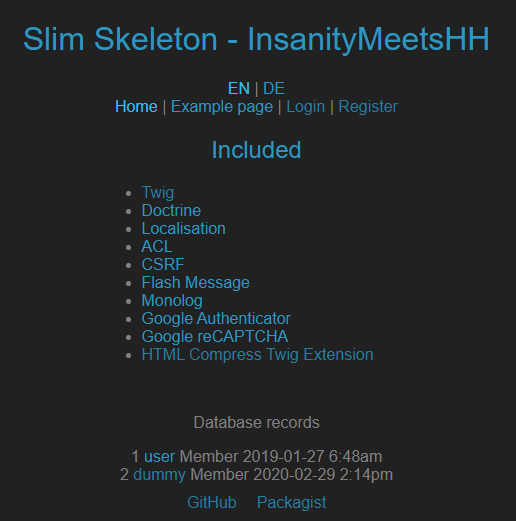 Slim Skeleton - InsanityMeetsHH
EN | DE
Home | Example page | Login | Register
Included
Twig
Doctrine
Localisation
ACL
CSRF
Flash Message
Monolog
Google Authenticator
Google reCAPTCHA
HTML Compress Twig Extension
Database records
1 user Member 2019-01-27 6:48am
2 dummy Member 2020-02-29 2:14pm
GitHub Packagist